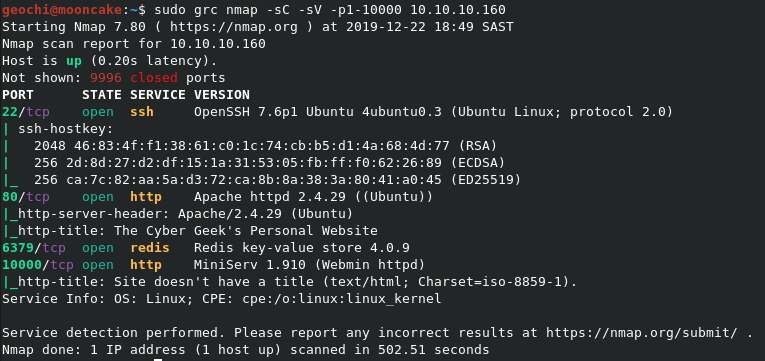 geochi@mooncake:~$ sudo grc nmap -sC -sV -p1-10000 10.10.10.160
Starting Nmap 7.80 ( https://nmap.org ) at 2019-12-22 18:49 SAST
Nmap scan report for 10.10.10.160
Host is up (0.20s latency).
Not shown: 9996 closed ports
PORT      STATE SERVICE VERSION
22/tcp    open  ssh     OpenSSH 7.6p1 Ubuntu 4ubuntu0.3 (Ubuntu Linux; protocol 2.0)
| ssh-hostkey:
|   2048 46:83:4f:f1:38:61:c0:1c:74:cb:b5:d1:4a:68:4d:77 (RSA)
|   256 2d:8d:27:d2:df:15:1a:31:53:05:fb:ff:f0:62:26:89 (ECDSA)
|_  256 ca:7c:82:aa:5a:d3:72:ca:8b:8a:38:3a:80:41:a0:45 (ED25519)
80/tcp    open  http    Apache httpd 2.4.29 ((Ubuntu))
|_http-server-header: Apache/2.4.29 (Ubuntu)
|_http-title: The Cyber Geek's Personal Website
6379/tcp  open  redis   Redis key-value store 4.0.9
10000/tcp open  http    MiniServ 1.910 (Webmin httpd)
|_http-title: Site doesn't have a title (text/html; Charset=iso-8859-1).
Service Info: OS: Linux; CPE: cpe:/o:linux:linux_kernel
Service detection performed. Please report any incorrect results at https://nmap.org/submit/ .
Nmap done: 1 IP address (1 host up) scanned in 502.51 seconds